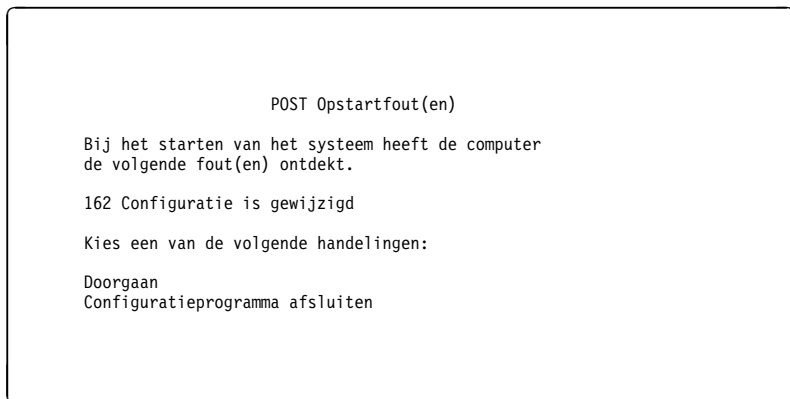 POST Opstartfout(en)
Bij het starten van het systeem heeft de computer
de volgende fout(en) ontdekt.
162 Configuratie is gewijzigd
Kies een van de volgende handelingen:
Doorgaan
Configuratieprogramma afsluiten